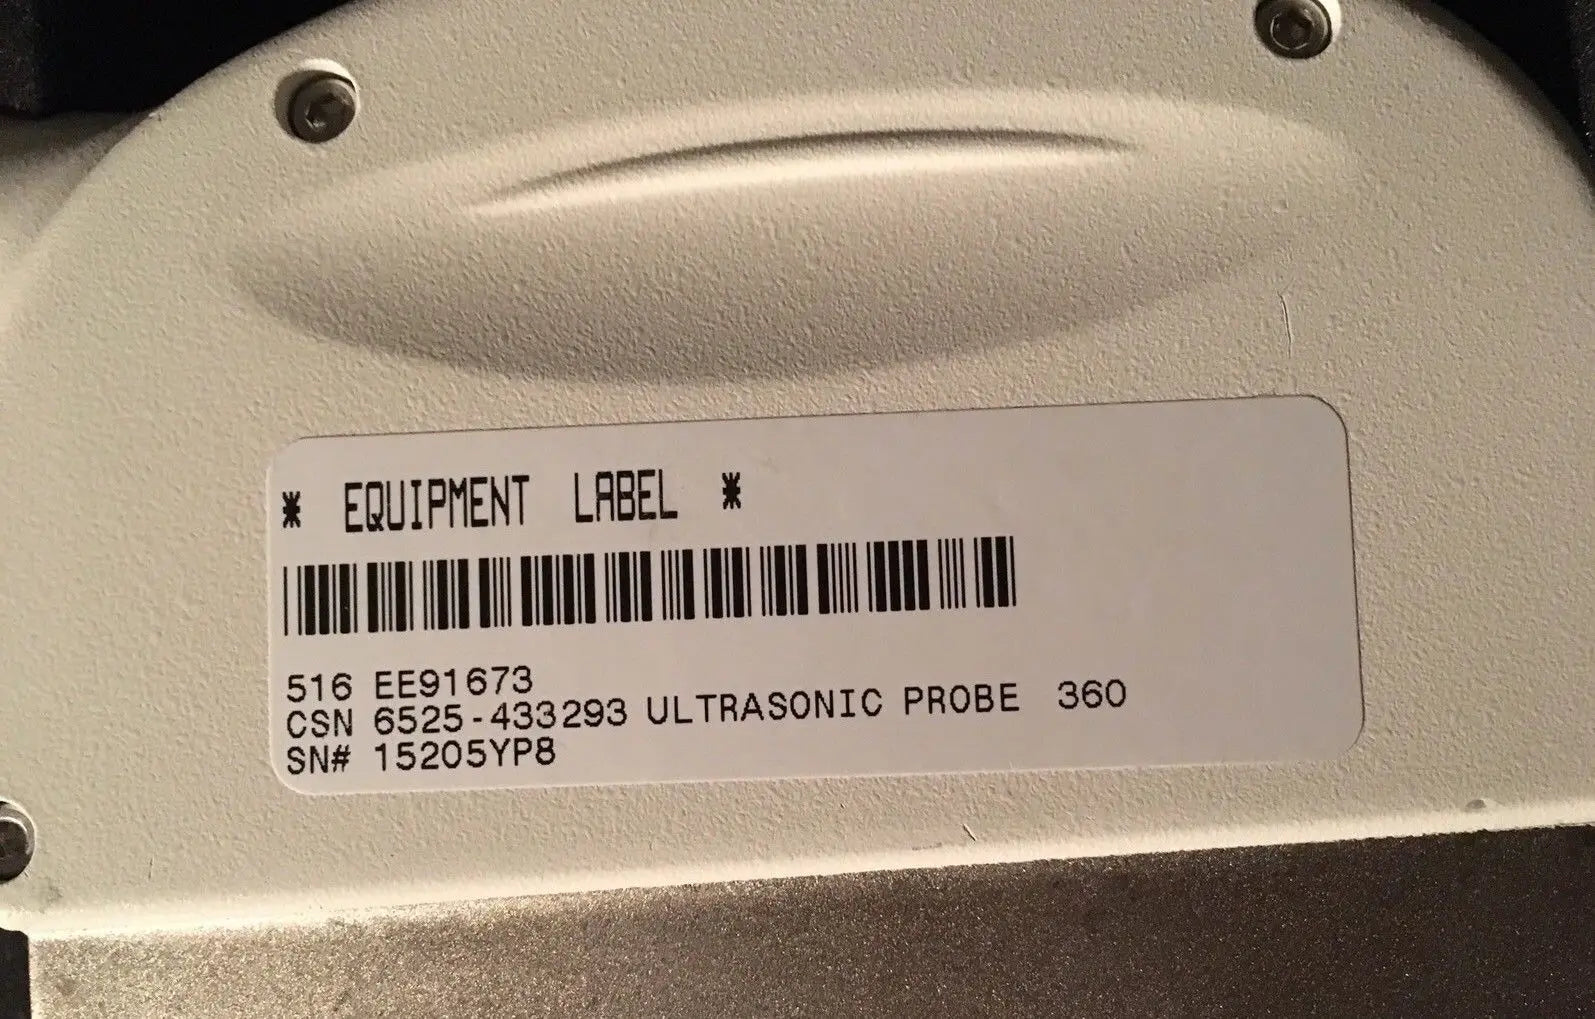 * EQUIPMENT LABEL *
516 EE91673
CSN 6525-433293 ULTRASONIC PROBE 360
SN# 15205YP8